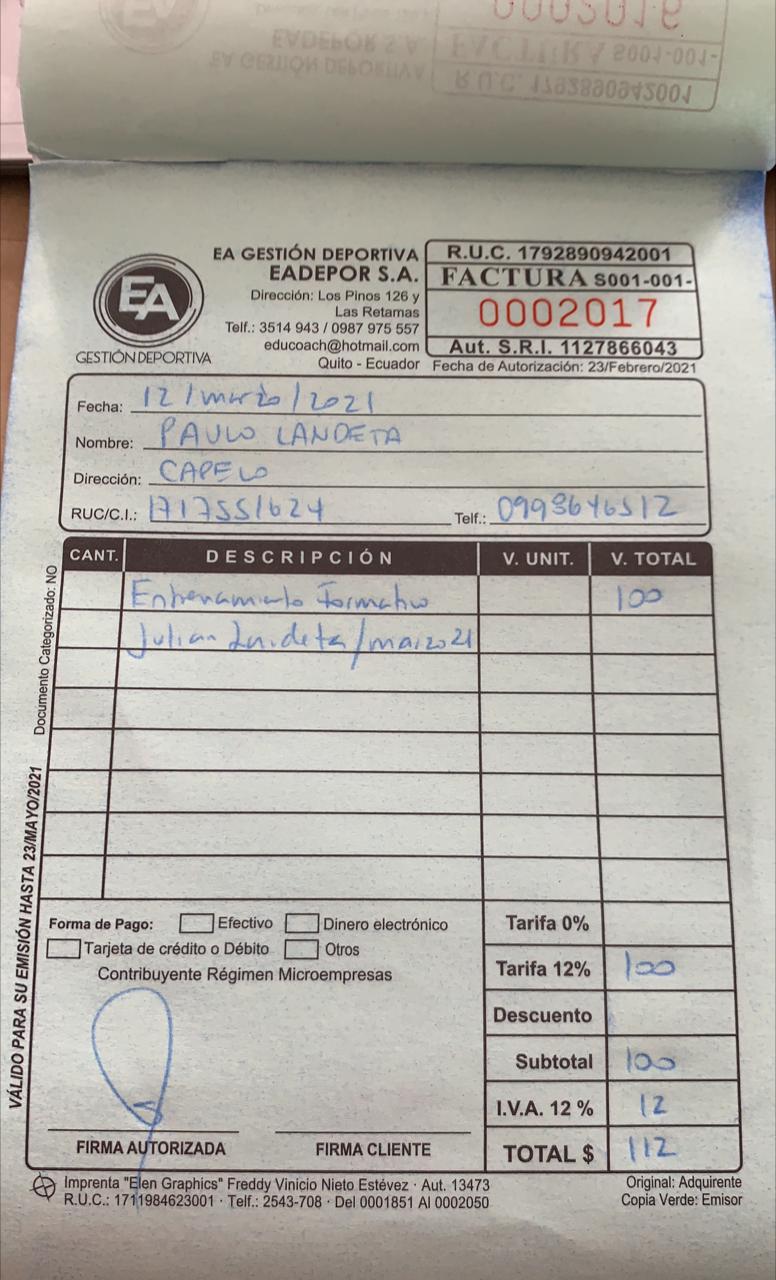 0002016
EADEPOR S.A. FACTURA S001-001-
EA GESTIÓN DEPORTIVA R.U.C. 1792890942001
EA
GESTIÓN DEPORTIVA
EA GESTIÓN DEPORTIVA
EADEPOR S.A.
Dirección: Los Pinos 126 y
Las Retamas
Telf.: 3514 943 / 0987 975 557
educoach@hotmail.com
Quito - Ecuador
R.U.C. 1792890942001
FACTURA S001-001-
0002017
Aut. S.R.I. 1127866043
Fecha de Autorización: 23/Febrero/2021
Fecha: 12/marzo/2021
Nombre: PAULO LANDETA
Dirección: CAPELO
RUC/C.I.: 1717551624 Telf.: 0993646512
CANT. DESCRIPCIÓN V. UNIT. V. TOTAL
Entrenamiento Formativo 100
Julian Landeta/marzo21
Documento Categorizado: NO
VÁLIDO PARA SU EMISIÓN HASTA 23/MAYO/2021
Forma de Pago: Efectivo Dinero electrónico
Tarjeta de crédito o Débito Otros
Contribuyente Régimen Microempresas
Tarifa 0%
Tarifa 12% 100
Descuento
Subtotal 100
I.V.A. 12 % 12
TOTAL $ 112
FIRMA AUTORIZADA FIRMA CLIENTE
Imprenta "Elen Graphics" Freddy Vinicio Nieto Estévez · Aut. 13473
R.U.C.: 1711984623001 · Telf.: 2543-708 · Del 0001851 Al 0002050
Original: Adquirente
Copia Verde: Emisor